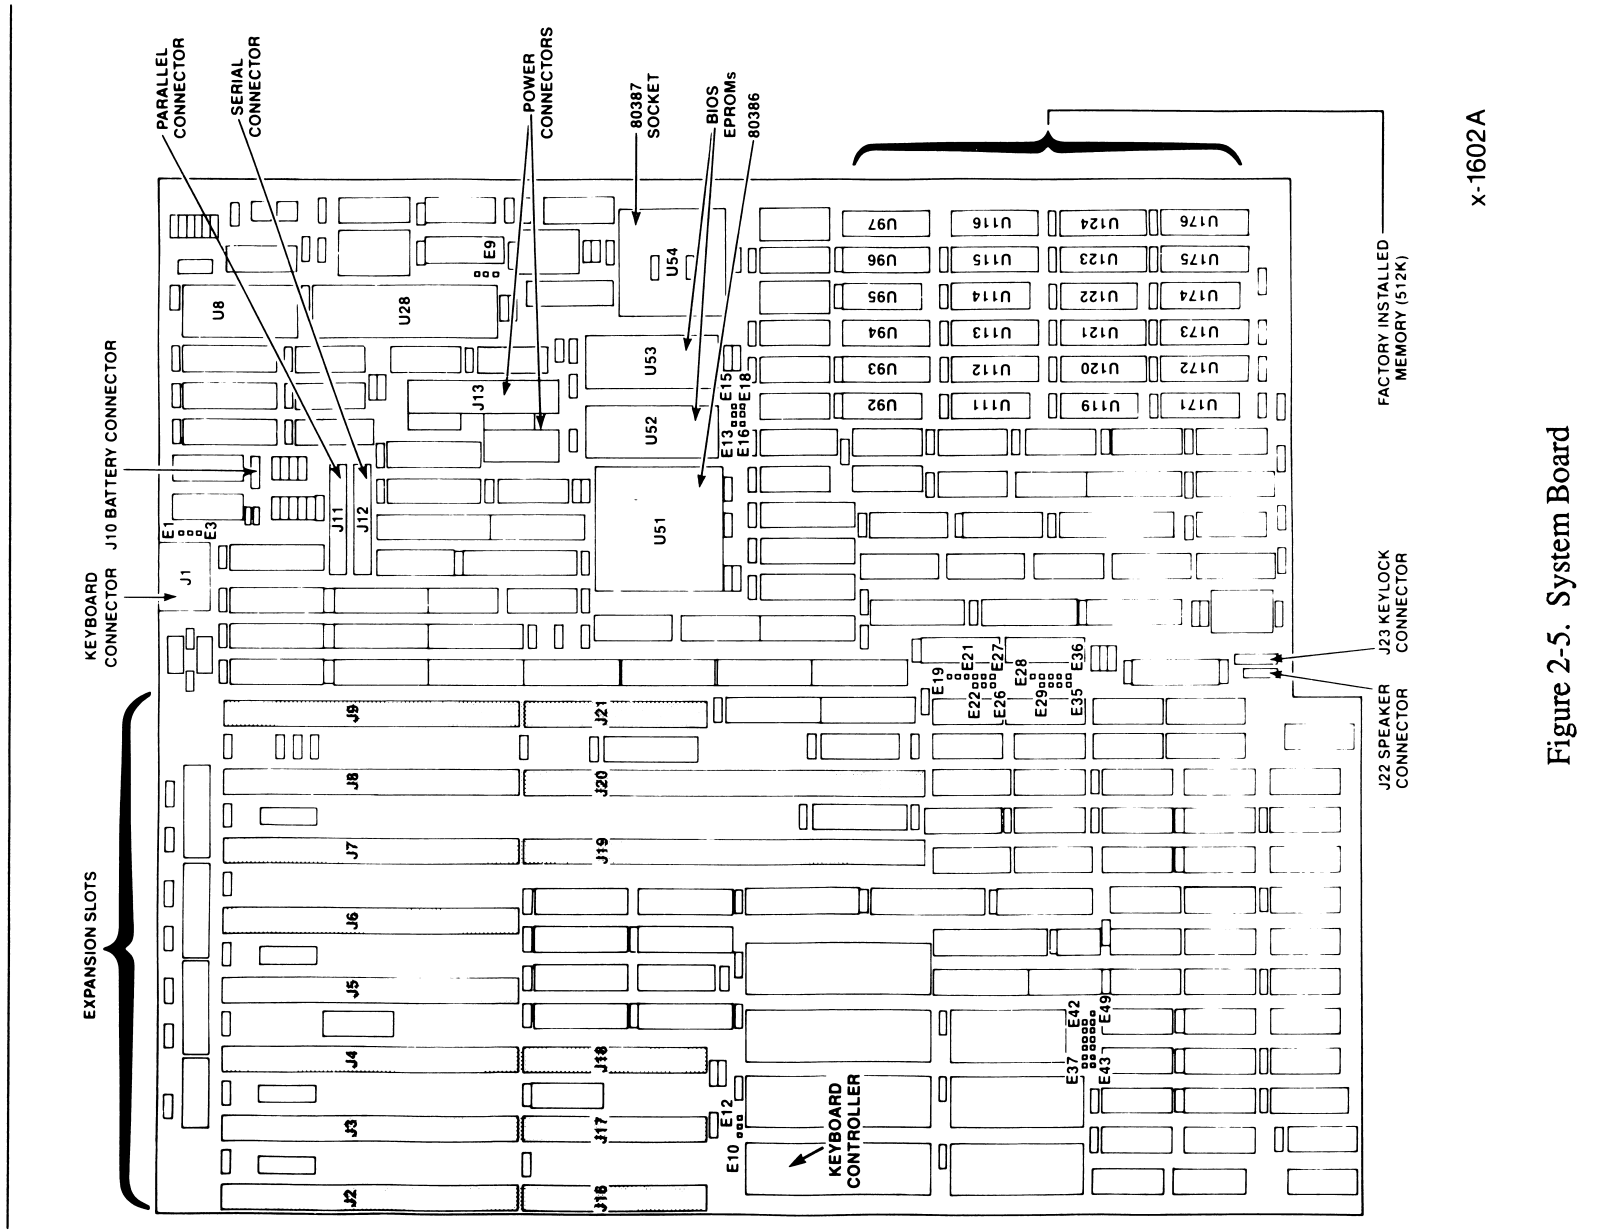 PARALLEL
CONNECTOR
SERIAL
CONNECTOR
POWER
CONNECTORS
80387
SOCKET
BIOS
EPROMs
80386
J10 BATTERY CONNECTOR
KEYBOARD
CONNECTOR
EXPANSION SLOTS
FACTORY INSTALLED
MEMORY (512K)
J23 KEYLOCK
CONNECTOR
J22 SPEAKER
CONNECTOR
KEYBOARD
CONTROLLER
E9
U8
U28
U54
U53
U52
U51
J13
J11
J12
J1
E1
E3
E15
E18
E13
E16
U97
U116
U124
U176
U96
U115
U123
U175
U95
U114
U122
U174
U94
U113
U121
U173
U93
U112
U120
U172
U92
U111
U119
U171
E19
E21
E27
E28
E36
E22
E26
E29
E35
J9
J21
J8
J20
J7
J19
J6
J5
J4
J18
J3
J17
J2
J16
E12
E10
E42
E49
E37
E43
x-1602A
Figure 2-5. System Board